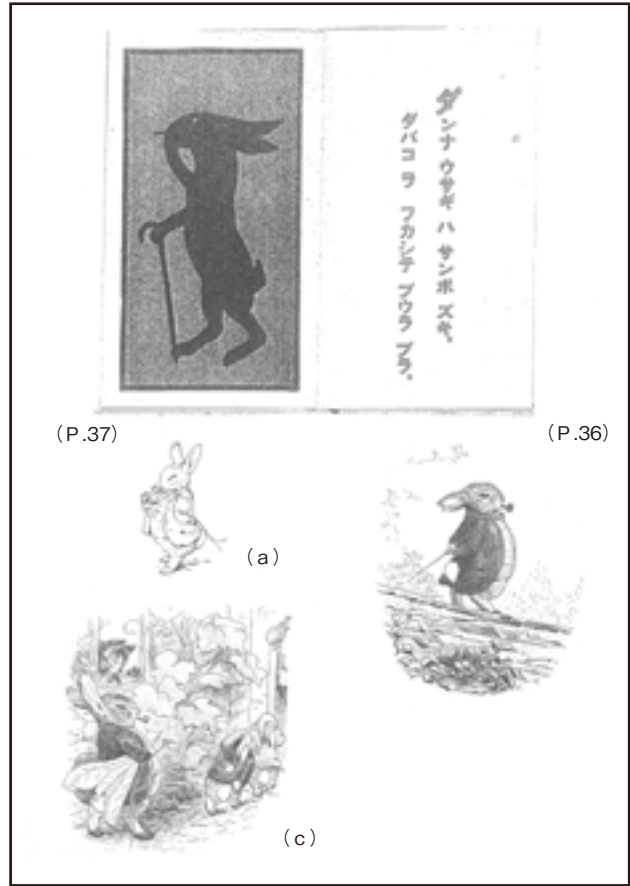 ダンナ ウサギ ハ サンポ ズキ。
タバコ ヲ フカシテ ブウラ ブラ。
(P.37)
(P.36)
(a)
(c)